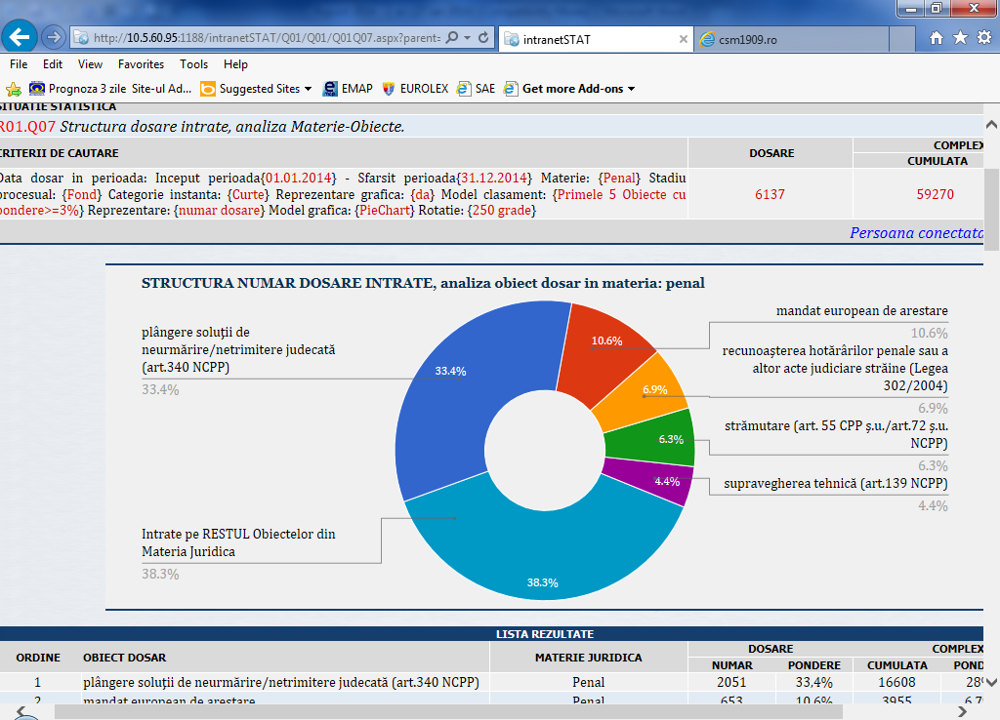 http://10.5.60.95:1188/intranetSTAT/Q01/Q01/Q01Q07.aspx?parent=
intranetSTAT
csm1909.ro
File Edit View Favorites Tools Help
Prognoza 3 zile Site-ul Ad... Suggested Sites EMAP EUROLEX SAE Get more Add-ons
SITUATIE STATISTICA
R01.Q07 Structura dosare intrate, analiza Materie-Obiecte.
CRITERII DE CAUTARE
DOSARE
COMPLEX
CUMULATA
Data dosar in perioada: Inceput perioada{01.01.2014} - Sfarsit perioada{31.12.2014} Materie: {Penal} Stadiu
procesual: {Fond} Categorie instanta: {Curte} Reprezentare grafica: {da} Model clasament: {Primele 5 Obiecte cu
pondere>=3%} Reprezentare: {numar dosare} Model grafica: {PieChart} Rotatie: {250 grade}
6137
59270
Persoana conectata
STRUCTURA NUMAR DOSARE INTRATE, analiza obiect dosar in materia: penal
plângere soluții de
neurmărire/netrimitere judecată
(art.340 NCPP)
33.4%
Intrate pe RESTUL Obiectelor din
Materia Juridica
38.3%
33.4%
10.6%
6.9%
6.3%
4.4%
38.3%
mandat european de arestare
10.6%
recunoașterea hotărârilor penale sau a
altor acte judiciare străine (Legea
302/2004)
6.9%
strămutare (art. 55 CPP ș.u./art.72 ș.u.
NCPP)
6.3%
supravegherea tehnică (art.139 NCPP)
4.4%
LISTA REZULTATE
ORDINE OBIECT DOSAR MATERIE JURIDICA DOSARE COMPLEX
NUMAR PONDERE CUMULATA POND
1 plângere soluții de neurmărire/netrimitere judecată (art.340 NCPP) Penal 2051 33.4% 16608 28%
2 mandat european de arestare Penal 653 10.6% 3955 6.7%